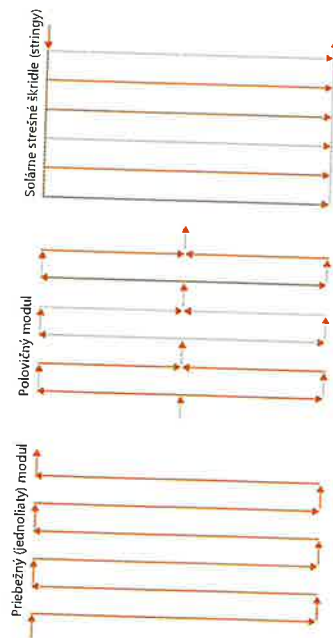 Solárne strešné škridle (stringy)
Polovičný modul
Priebežný (jednoliaty) modul